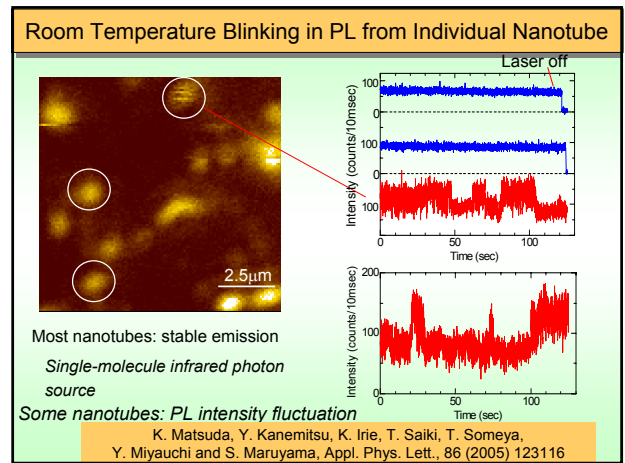 Room Temperature Blinking in PL from Individual Nanotube
Laser off
2.5μm
Intensity (counts/10msec)
100
0
100
0
100
0 50 100
Time (sec)
Intensity (counts/10msec)
200
150
100
50
0
0 50 100
Time (sec)
Most nanotubes: stable emission
Single-molecule infrared photon
source
Some nanotubes: PL intensity fluctuation
K. Matsuda, Y. Kanemitsu, K. Irie, T. Saiki, T. Someya,
Y. Miyauchi and S. Maruyama, Appl. Phys. Lett., 86 (2005) 123116